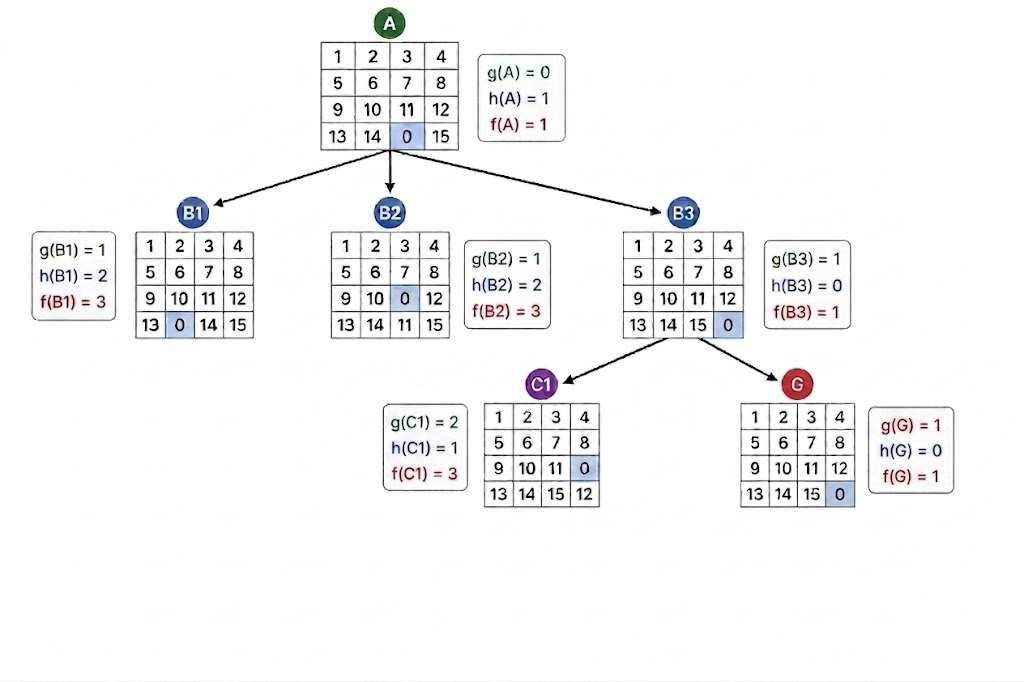 A
1 2 3 4
5 6 7 8
9 10 11 12
13 14 0 15
g(A) = 0
h(A) = 1
f(A) = 1
B1
g(B1) = 1
h(B1) = 2
f(B1) = 3
1 2 3 4
5 6 7 8
9 10 11 12
13 0 14 15
B2
1 2 3 4
5 6 7 8
9 10 0 12
13 14 11 15
g(B2) = 1
h(B2) = 2
f(B2) = 3
B3
1 2 3 4
5 6 7 8
9 10 11 12
13 14 15 0
g(B3) = 1
h(B3) = 0
f(B3) = 1
C1
g(C1) = 2
h(C1) = 1
f(C1) = 3
1 2 3 4
5 6 7 8
9 10 11 0
13 14 15 12
G
1 2 3 4
5 6 7 8
9 10 11 12
13 14 15 0
g(G) = 1
h(G) = 0
f(G) = 1